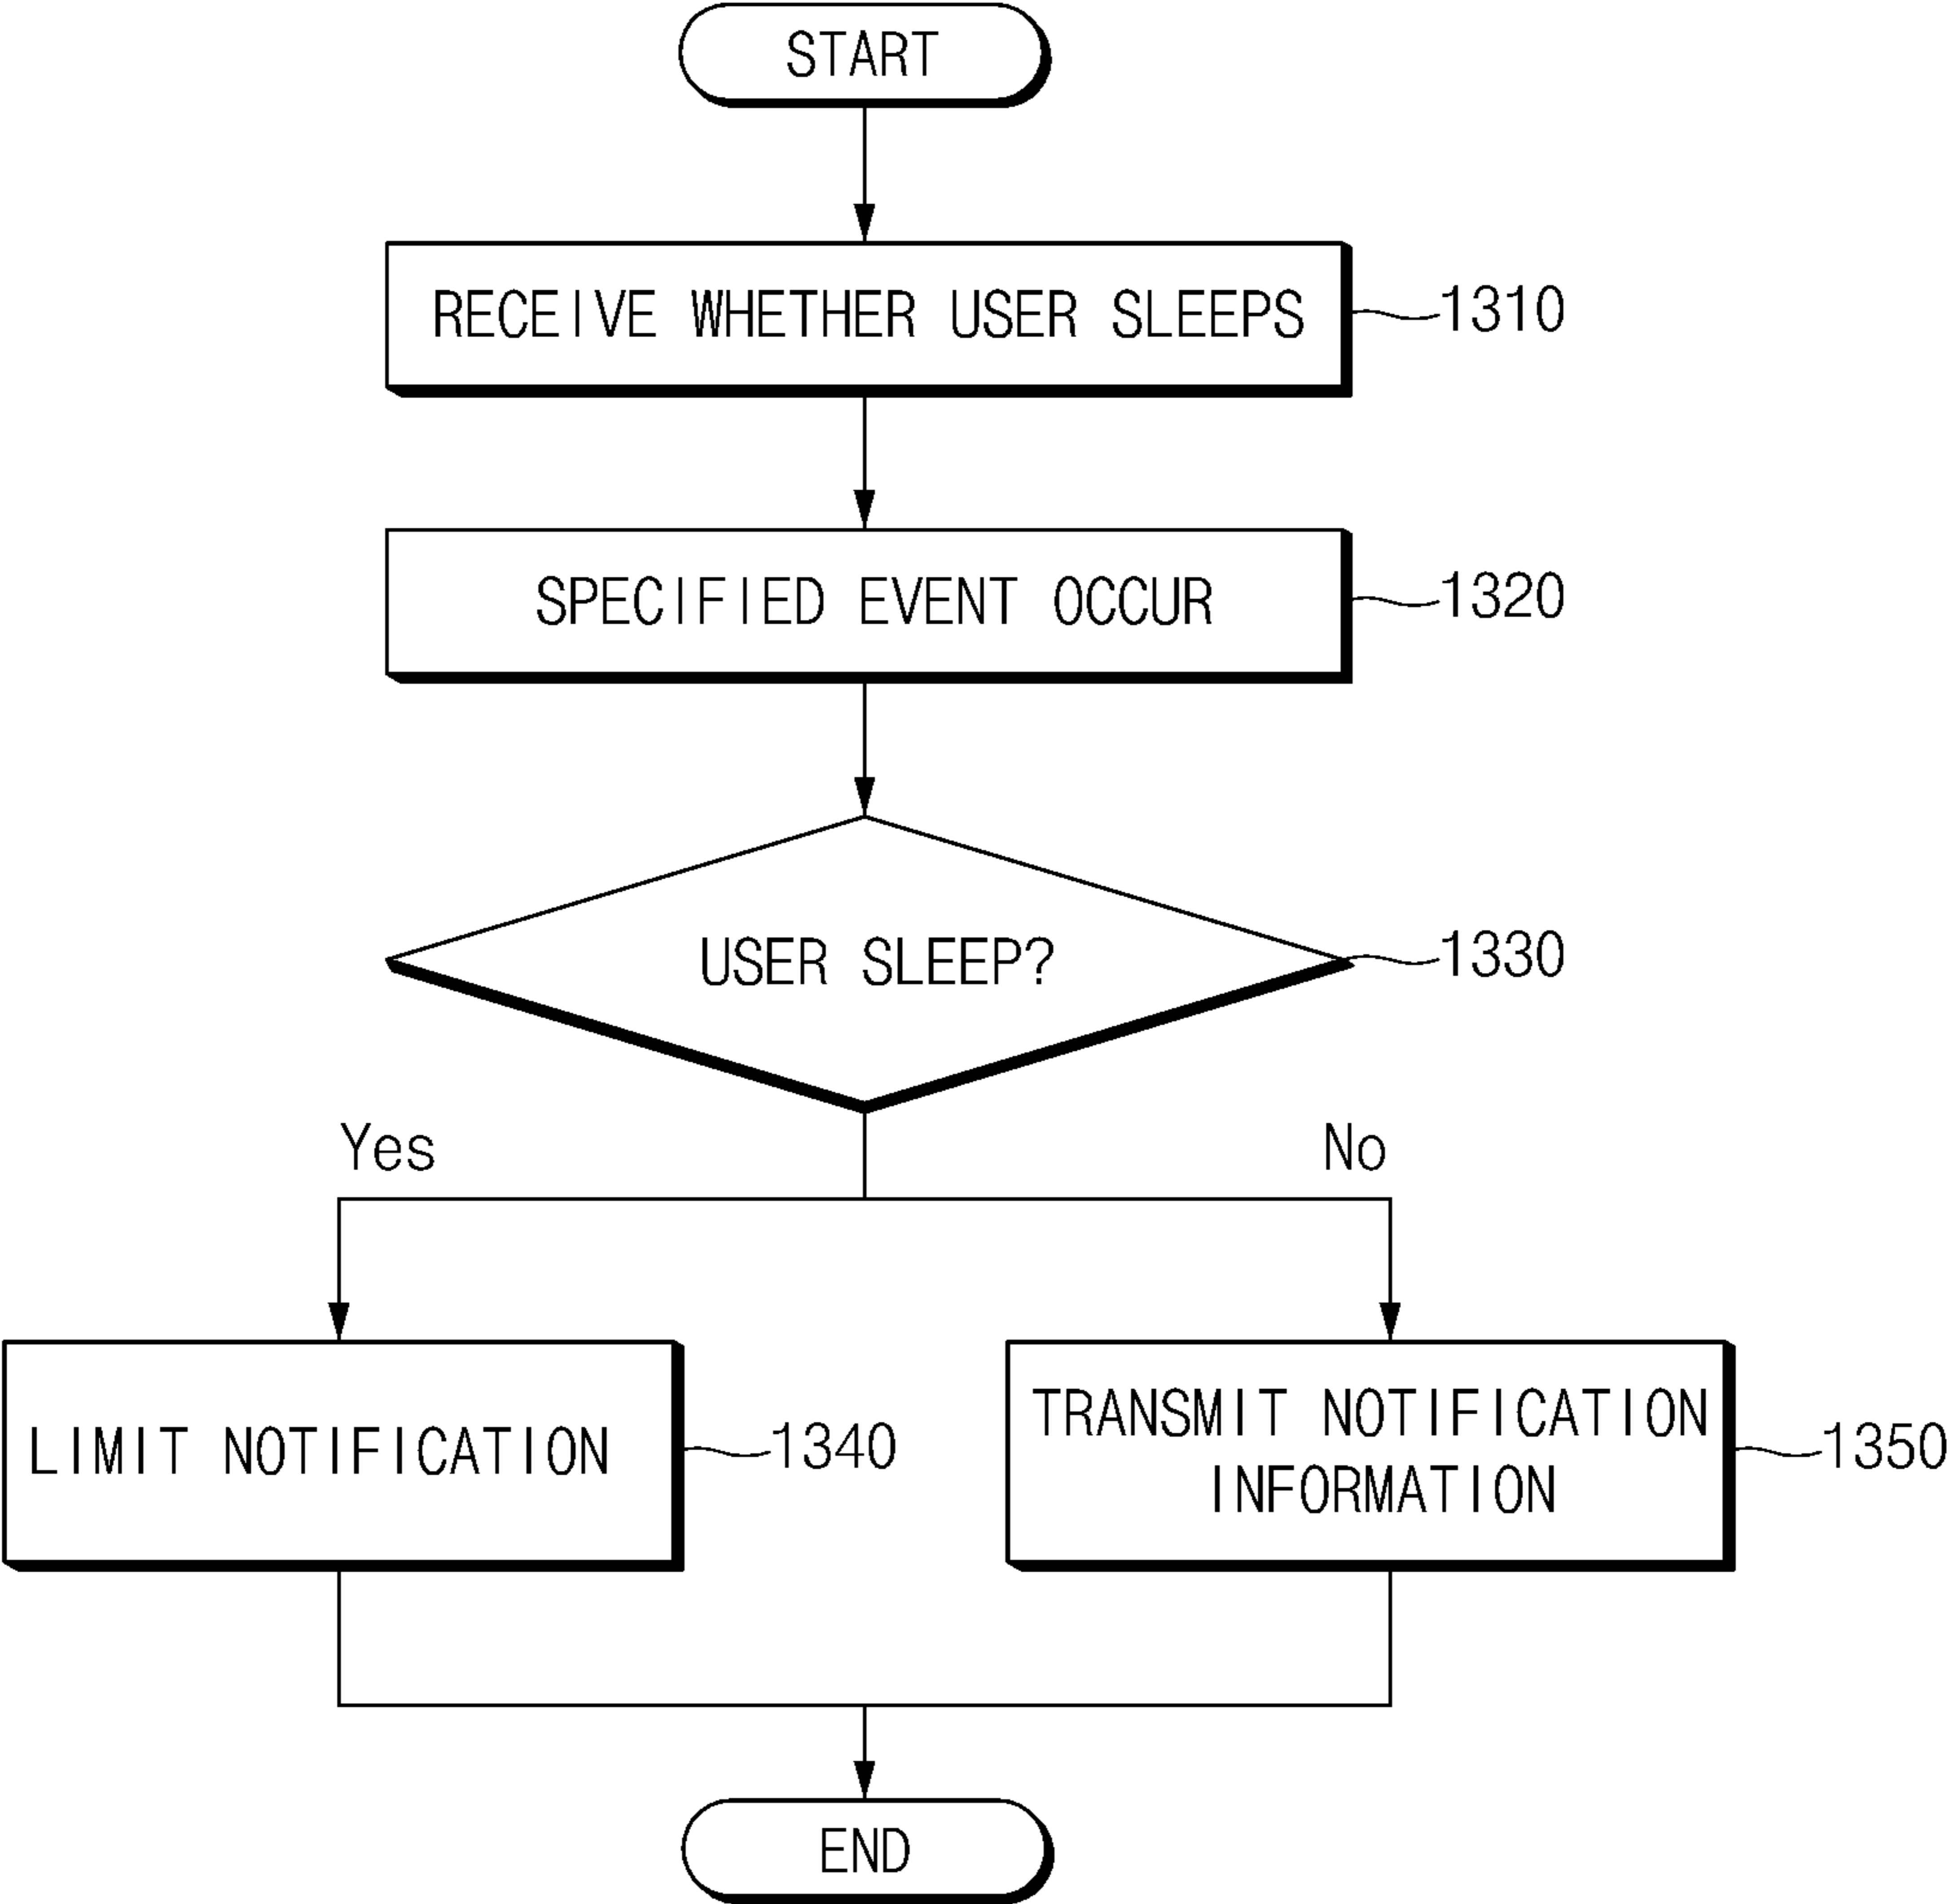 START
RECEIVE WHETHER USER SLEEPS
1310
SPECIFIED EVENT OCCUR
1320
USER SLEEP?
1330
Yes
No
LIMIT NOTIFICATION
1340
TRANSMIT NOTIFICATION
INFORMATION
1350
END